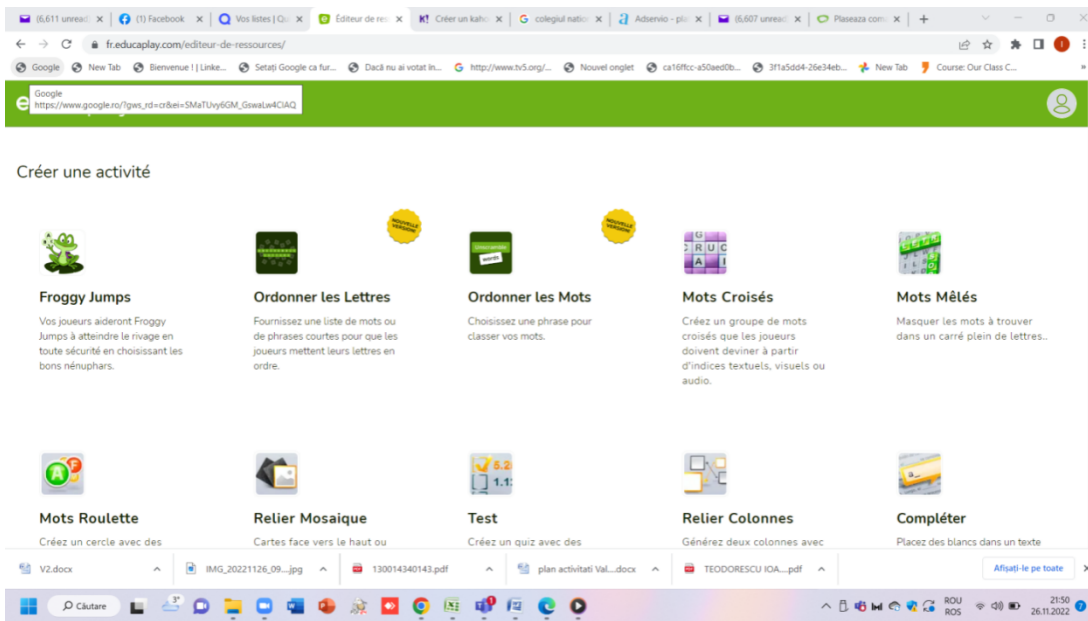 (6,611 unread
(1) Facebook
Vos listes | Qu
Éditeur de res
K! Créer un kaho
colegiul nation
Adservio - pla
(6,607 unread
Plaseaza com
fr.educaplay.com/editeur-de-ressources/
Google
New Tab
Bienvenue ! | Linke...
Setați Google ca fur...
Dacă nu ai votat în...
http://www.tv5.org/...
Nouvel onglet
ca16ffcc-a50aed0b...
3f1a5dd4-26e34eb...
New Tab
Course: Our Class C...
»
Google
https://www.google.ro/?gws_rd=cr&ei=SMaTUvy6GM_GswaLw4CIAQ
Créer une activité
NOUVELLE VERSION!
NOUVELLE VERSION!
Froggy Jumps
Vos joueurs aideront Froggy
Jumps à atteindre le rivage en
toute sécurité en choisissant les
bons nénuphars.
Ordonner les Lettres
Fournissez une liste de mots ou
de phrases courtes pour que les
joueurs mettent leurs lettres en
ordre.
words
Ordonner les Mots
Choisissez une phrase pour
classer vos mots.
Mots Croisés
Créez un groupe de mots
croisés que les joueurs
doivent deviner à partir
d'indices textuels, visuels ou
audio.
Mots Mêlés
Masquer les mots à trouver
dans un carré plein de lettres..
Mots Roulette
Créez un cercle avec des
Relier Mosaique
Cartes face vers le haut ou
Test
Créez un quiz avec des
Relier Colonnes
Générez deux colonnes avec
Compléter
Placez des blancs dans un texte
V2.docx
IMG_20221126_09....jpg
130014340143.pdf
plan activitati Val....docx
TEODORESCU IOA....pdf
Afișați-le pe toate
Căutare
3°
ROU
ROS
21:50
26.11.2022